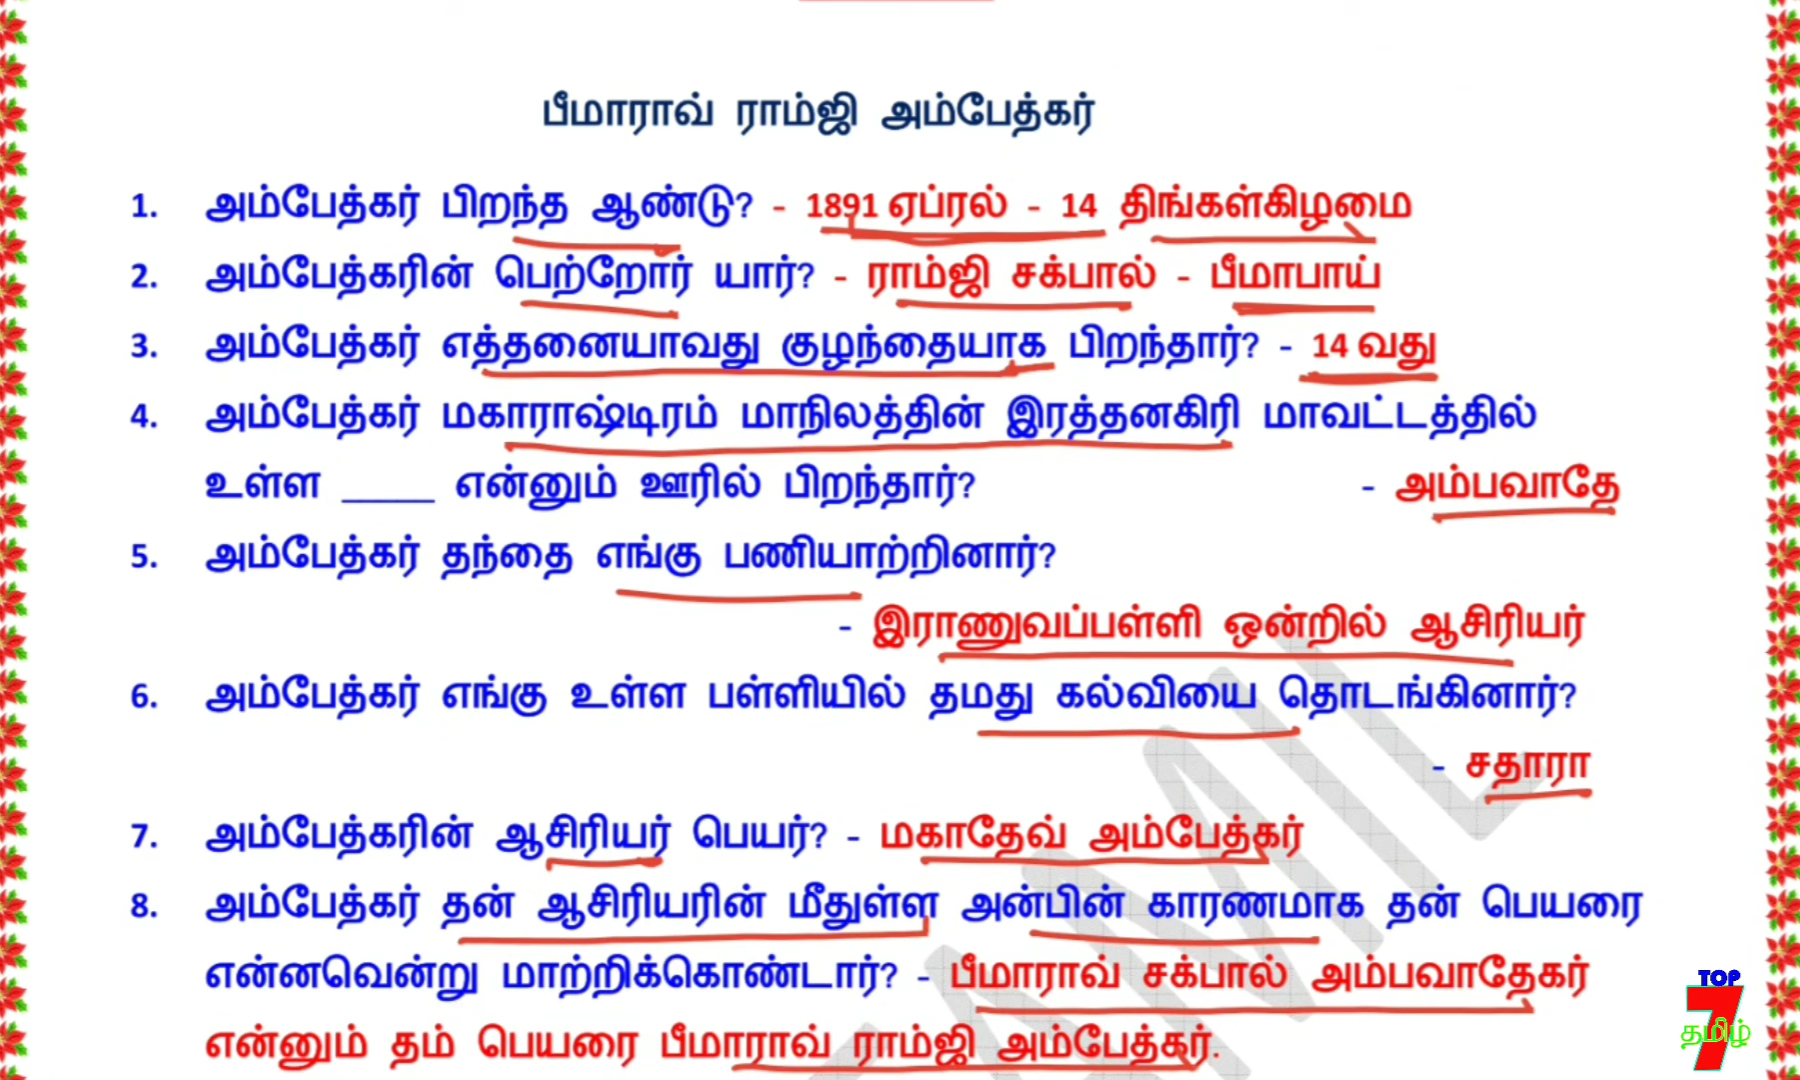 பீமாராவ் ராம்ஜி அம்பேத்கர்
1. அம்பேத்கர் பிறந்த ஆண்டு? - 1891 ஏப்ரல் - 14 திங்கள்கிழமை
2. அம்பேத்கரின் பெற்றோர் யார்? - ராம்ஜி சக்பால் - பீமாபாய்
3. அம்பேத்கர் எத்தனையாவது குழந்தையாக பிறந்தார்? - 14 வது
4. அம்பேத்கர் மகாராஷ்டிரம் மாநிலத்தின் இரத்தனகிரி மாவட்டத்தில்
உள்ள ____ என்னும் ஊரில் பிறந்தார்? - அம்பவாதே
5. அம்பேத்கர் தந்தை எங்கு பணியாற்றினார்?
- இராணுவப்பள்ளி ஒன்றில் ஆசிரியர்
6. அம்பேத்கர் எங்கு உள்ள பள்ளியில் தமது கல்வியை தொடங்கினார்?
- சதாரா
7. அம்பேத்கரின் ஆசிரியர் பெயர்? - மகாதேவ் அம்பேத்கர்
8. அம்பேத்கர் தன் ஆசிரியரின் மீதுள்ள அன்பின் காரணமாக தன் பெயரை
என்னவென்று மாற்றிக்கொண்டார்? - பீமாராவ் சக்பால் அம்பவாதேகர்
என்னும் தம் பெயரை பீமாராவ் ராம்ஜி அம்பேத்கர்.
TOP
7
தமிழ்